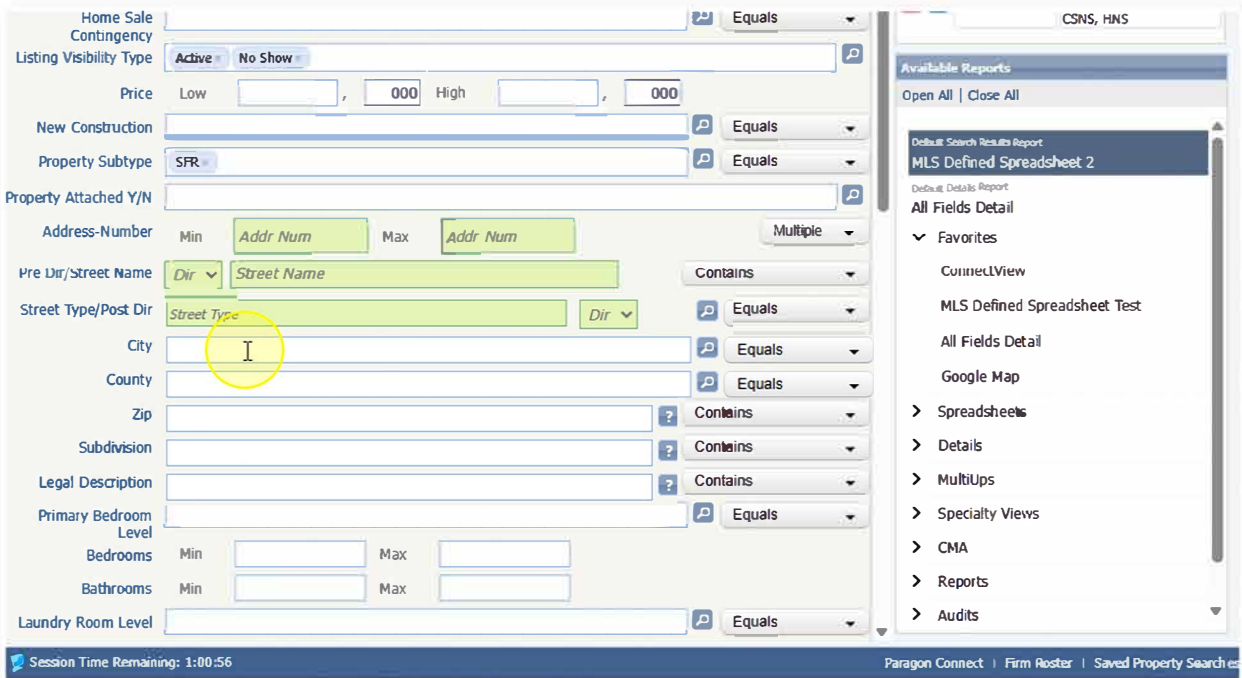 Home Sale Contingency Equals
Listing Visibility Type Active No Show
Price Low , 000 High , 000
New Construction Equals
Property Subtype SFR Equals
Property Attached Y/N
Address-Number Min Addr Num Max Addr Num Multiple
Pre Dir/Street Name Dir Street Name Contains
Street Type/Post Dir Street Type Dir Equals
City Equals
County Equals
Zip ? Contains
Subdivision ? Contains
Legal Description ? Contains
Primary Bedroom Level Equals
Bedrooms Min Max
Bathrooms Min Max
Laundry Room Level Equals
CSNS, HNS
Available Reports
Open All | Close All
Default Search Results Report
MLS Defined Spreadsheet 2
Default Details Report
All Fields Detail
Favorites
ConnectView
MLS Defined Spreadsheet Test
All Fields Detail
Google Map
Spreadsheets
Details
MultiUps
Specialty Views
CMA
Reports
Audits
Session Time Remaining: 1:00:56
Paragon Connect | Firm Roster | Saved Property Searches